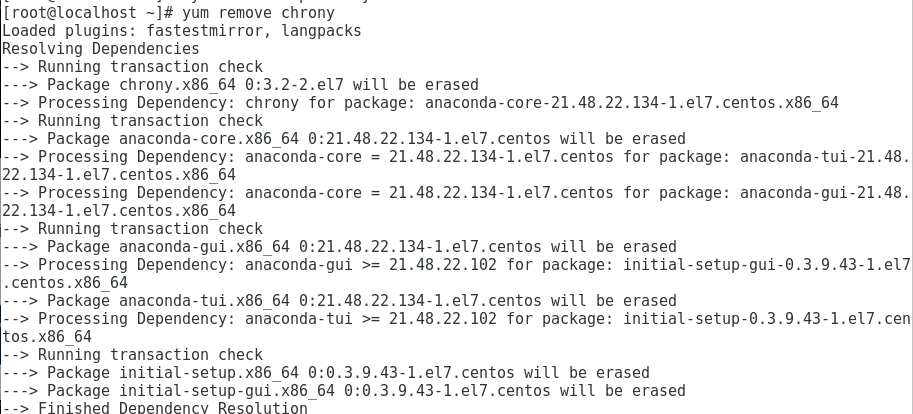 [root@localhost ~]# yum remove chrony
Loaded plugins: fastestmirror, langpacks
Resolving Dependencies
--> Running transaction check
---> Package chrony.x86_64 0:3.2-2.el7 will be erased
--> Processing Dependency: chrony for package: anaconda-core-21.48.22.134-1.el7.centos.x86_64
--> Running transaction check
---> Package anaconda-core.x86_64 0:21.48.22.134-1.el7.centos will be erased
--> Processing Dependency: anaconda-core = 21.48.22.134-1.el7.centos for package: anaconda-tui-21.48.
22.134-1.el7.centos.x86_64
--> Processing Dependency: anaconda-core = 21.48.22.134-1.el7.centos for package: anaconda-gui-21.48.
22.134-1.el7.centos.x86_64
--> Running transaction check
---> Package anaconda-gui.x86_64 0:21.48.22.134-1.el7.centos will be erased
--> Processing Dependency: anaconda-gui >= 21.48.22.102 for package: initial-setup-gui-0.3.9.43-1.el7
.centos.x86_64
---> Package anaconda-tui.x86_64 0:21.48.22.134-1.el7.centos will be erased
--> Processing Dependency: anaconda-tui >= 21.48.22.102 for package: initial-setup-0.3.9.43-1.el7.cen
tos.x86_64
--> Running transaction check
---> Package initial-setup.x86_64 0:0.3.9.43-1.el7.centos will be erased
---> Package initial-setup-gui.x86_64 0:0.3.9.43-1.el7.centos will be erased
--> Finished Dependency Resolution